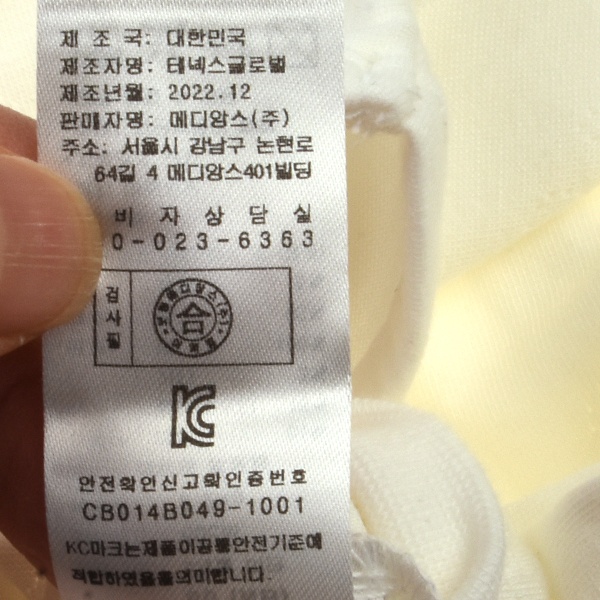 제 조 국: 대한민국
제조자명: 테넥스글로벌
제조년월: 2022.12
판매자명: 메디앙스(주)
주소: 서울시 강남구 논현로
64길 4 메디앙스401빌딩
비 자 상 담 실
0-023-6363
검사필
合
KC
안전확인신고확인증번호
CB014B049-1001
KC마크는제품이공통안전기준에
적합하였음을의미합니다.